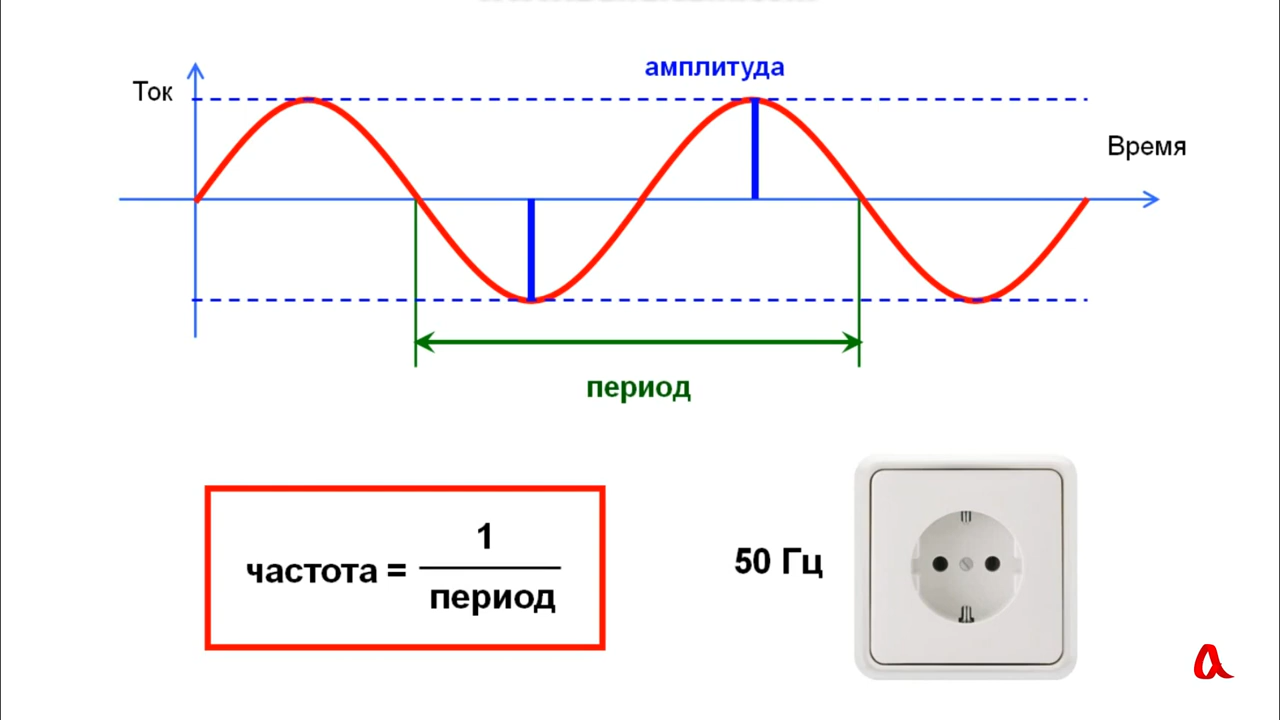 амплитуда
Ток
Время
период
1
частота =
период
50 Гц
a